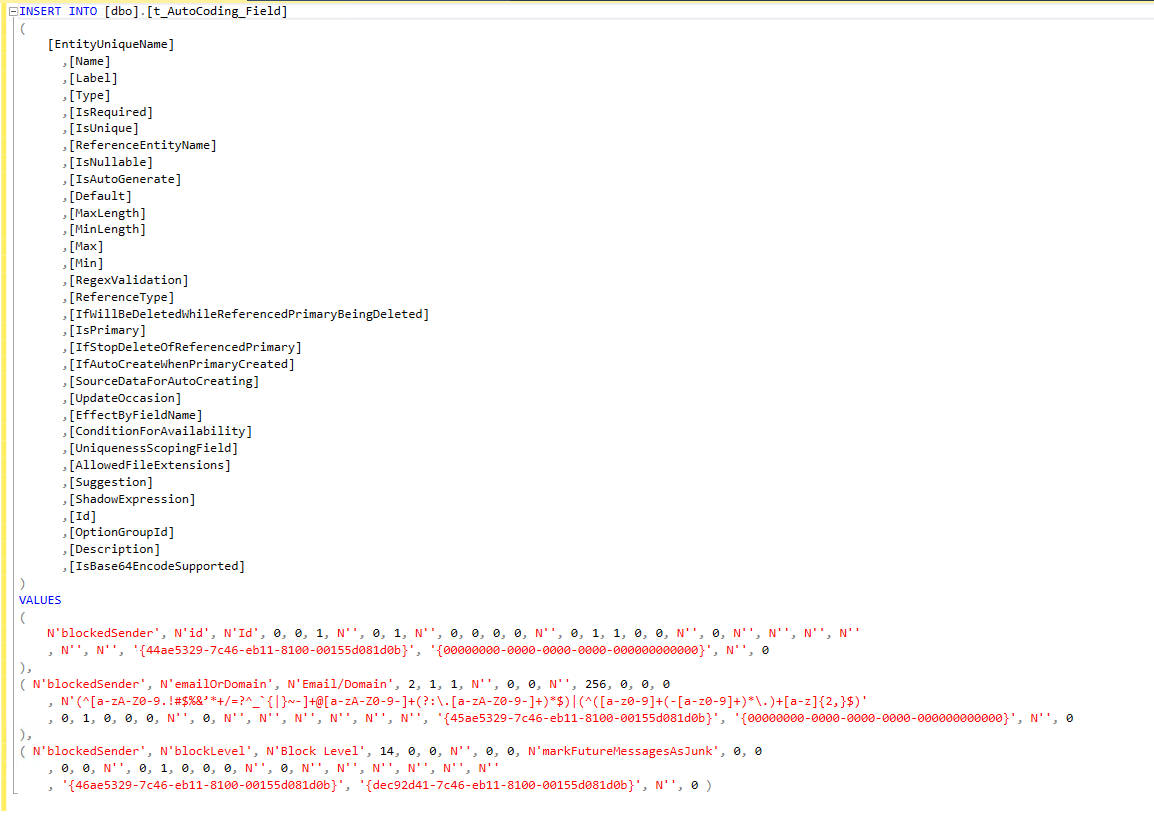 INSERT INTO [dbo].[t_AutoCoding_Field]
(
[EntityUniqueName]
,[Name]
,[Label]
,[Type]
,[IsRequired]
,[IsUnique]
,[ReferenceEntityName]
,[IsNullable]
,[IsAutoGenerate]
,[Default]
,[MaxLength]
,[MinLength]
,[Max]
,[Min]
,[RegexValidation]
,[ReferenceType]
,[IfWillBeDeletedWhileReferencedPrimaryBeingDeleted]
,[IsPrimary]
,[IfStopDeleteOfReferencedPrimary]
,[IfAutoCreateWhenPrimaryCreated]
,[SourceDataForAutoCreating]
,[UpdateOccasion]
,[EffectByFieldName]
,[ConditionForAvailability]
,[UniquenessScopingField]
,[AllowedFileExtensions]
,[Suggestion]
,[ShadowExpression]
,[Id]
,[OptionGroupId]
,[Description]
,[IsBase64EncodeSupported]
)
VALUES
(
N'blockedSender', N'id', N'Id', 0, 0, 1, N'', 0, 1, N'', 0, 0, 0, 0, N'', 0, 1, 1, 0, 0, N'', 0, N'', N'', N'', N''
, N'', N'', '{44ae5329-7c46-eb11-8100-00155d081d0b}', '{00000000-0000-0000-0000-000000000000}', N'', 0
),
( N'blockedSender', N'emailOrDomain', N'Email/Domain', 2, 1, 1, N'', 0, 0, N'', 256, 0, 0, 0
, N'(^[a-zA-Z0-9.!#$%&’*+/=?^_`{|}~-]+@[a-zA-Z0-9-]+(?:\.[a-zA-Z0-9-]+)*$)|(^([a-z0-9]+(-[a-z0-9]+)*\.)+[a-z]{2,}$)'
, 0, 1, 0, 0, 0, N'', 0, N'', N'', N'', N'', N'', N'', '{45ae5329-7c46-eb11-8100-00155d081d0b}', '{00000000-0000-0000-0000-000000000000}', N'', 0
),
( N'blockedSender', N'blockLevel', N'Block Level', 14, 0, 0, N'', 0, 0, N'markFutureMessagesAsJunk', 0, 0
, 0, 0, N'', 0, 1, 0, 0, 0, N'', 0, N'', N'', N'', N'', N'', N''
, '{46ae5329-7c46-eb11-8100-00155d081d0b}', '{dec92d41-7c46-eb11-8100-00155d081d0b}', N'', 0 )